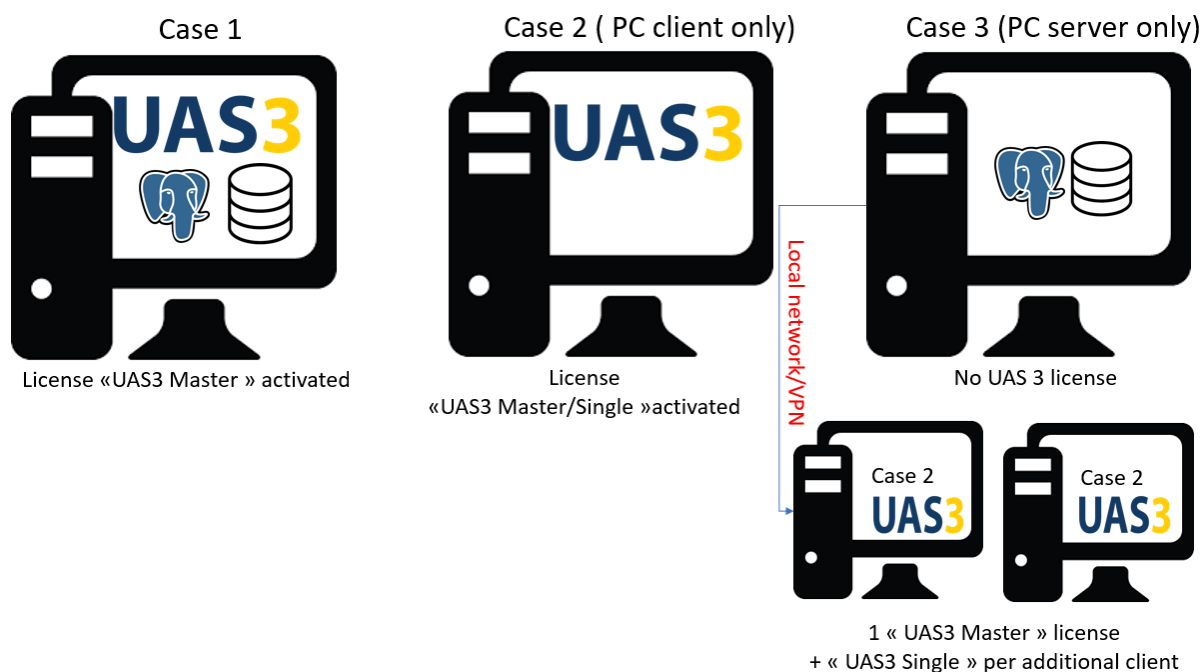 Case 1
UAS3
License «UAS3 Master » activated
Case 2 ( PC client only)
UAS3
License
«UAS3 Master/Single »activated
Case 3 (PC server only)
No UAS 3 license
Local network/VPN
Case 2
UAS3
Case 2
UAS3
1 « UAS3 Master » license
+ « UAS3 Single » per additional client